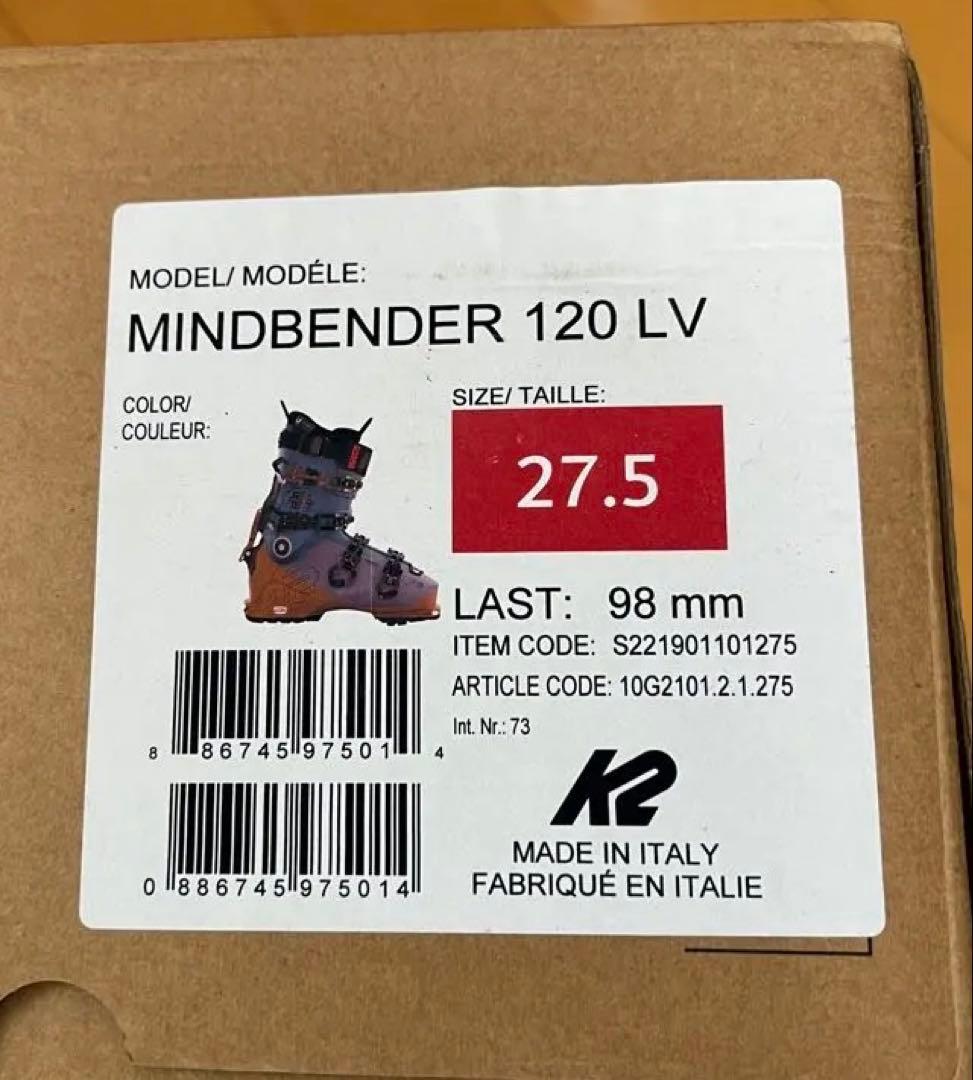 MODEL/ MODÉLE:
MINDBENDER 120 LV
COLOR/
COULEUR:
SIZE/ TAILLE:
27.5
LAST: 98 mm
ITEM CODE: S221901101275
ARTICLE CODE: 10G2101.2.1.275
Int. Nr.: 73
8 86745 97501 4
0 886745 975014
K2
MADE IN ITALY
FABRIQUÉ EN ITALIE